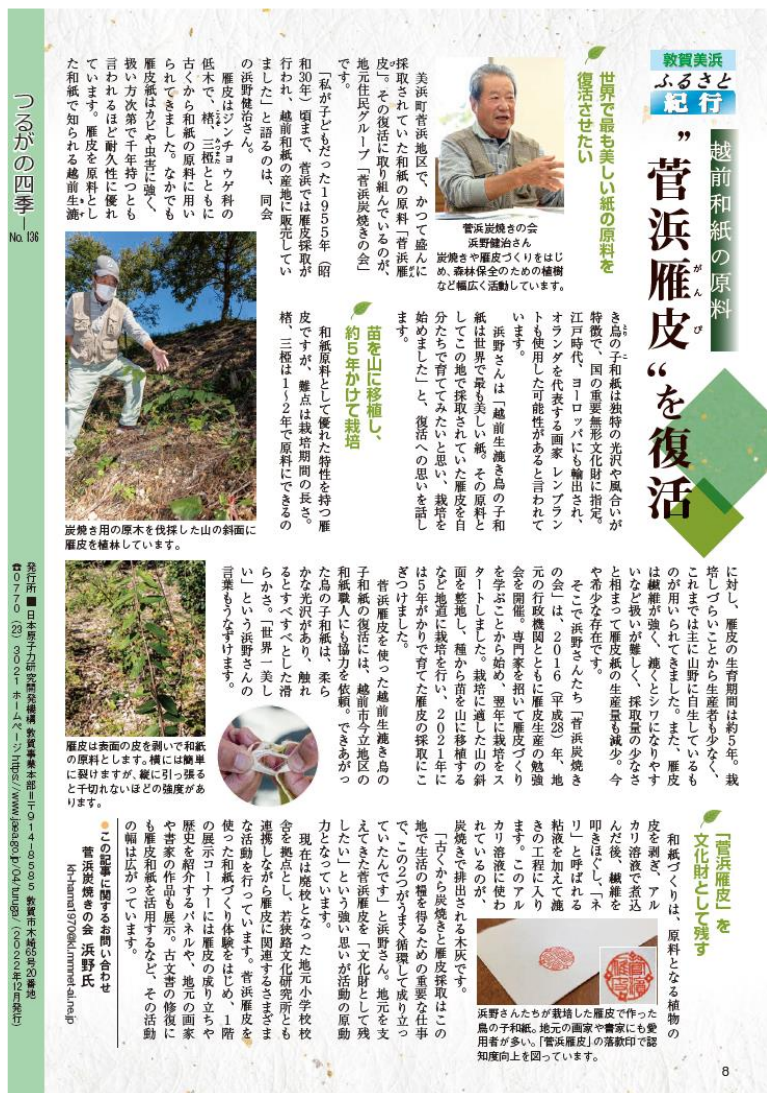 敦賀美浜
ふるさと
紀行
越前和紙の原料
"菅浜雁皮"を復活
がんぴ
世界で最も美しい紙の原料を
復活させたい
菅浜炭焼きの会
浜野健治さん
炭焼きや雁皮づくりをはじ
め、森林保全のための植樹
など幅広く活動しています。
美浜町菅浜地区で、かつて盛んに
採取されていた和紙の原料「菅浜雁
皮」。その復活に取り組んでいるのが、
地元住民グループ「菅浜炭焼きの会」
です。
「私が子どもだった1955年（昭
和30年）頃まで、菅浜では雁皮採取が
行われ、越前和紙の産地に販売してい
ました」と語るのは、同会
の浜野健治さん。
雁皮はジンチョウゲ科の
低木で、楮、三椏とともに
古くから和紙の原料に用い
られてきました。なかでも
雁皮紙はカビや虫害に強く、
扱い方次第で千年持つとも
言われるほど耐久性に優れ
ています。雁皮を原料とし
た和紙で知られる越前生漉
き鳥の子和紙は独特の光沢や風合いが
特徴で、国の重要無形文化財に指定。
江戸時代、ヨーロッパにも輸出され、
オランダを代表する画家 レンブラン
トも使用した可能性があると言われて
います。
浜野さんは「越前生漉き鳥の子和
紙は世界で最も美しい紙。その原料と
してこの地で採取されていた雁皮を自
分たちで育ててみたいと思い、栽培を
始めました」と、復活への思いを話し
ます。
苗を山に移植し、
約5年かけて栽培
和紙原料として優れた特性を持つ雁
皮ですが、難点は栽培期間の長さ。
楮、三椏は1〜2年で原料にできるの
炭焼き用の原木を伐採した山の斜面に
雁皮を植林しています。
に対し、雁皮の生育期間は約5年。栽
培しづらいことから生産者も少なく、
これまでは主に山野に自生しているも
のが用いられてきました。また、雁皮
は繊維が強く、漉くとシワになりやす
いなど扱いが難しく、採取量の少なさ
と相まって雁皮紙の生産量も減少。今
や希少な存在です。
そこで浜野さんたち「菅浜炭焼き
の会」は、2016（平成28）年、地
元の行政機関とともに雁皮生産の勉強
会を開催。専門家を招いて雁皮づくり
を学ぶことから始め、翌年に栽培をス
タートしました。栽培に適した山の斜
面を整地し、種から苗を山に移植する
など地道に栽培を行い、2021年に
は5年がかりで育てた雁皮の採取にこ
ぎつけました。
菅浜雁皮を使った越前生漉き鳥の
子和紙の復活には、越前市今立地区の
和紙職人にも協力を依頼。できあがっ
た鳥の子和紙は、柔ら
かな光沢があり、触れ
るとすべすべとした滑
らかさ。「世界一美し
い」という浜野さんの
言葉もうなずけます。
雁皮は表面の皮を剥いで和紙
の原料とします。横には簡単
に裂けますが、縦に引っ張る
と千切れないほどの強度があ
ります。
「菅浜雁皮」を
文化財として残す
和紙づくりは、原料となる植物の
皮を剥ぎ、アル
カリ溶液で煮込
んだ後、繊維を
叩きほぐし、「ネ
リ」と呼ばれる
粘液を加えて漉
きの工程に入り
ます。このアル
カリ溶液に使わ
れているのが、
炭焼きで排出される木灰です。
「古くから炭焼きと雁皮採取はこの
地で生活の糧を得るための重要な仕事
で、この2つがうまく循環して成り立っ
ていたんです」と浜野さん。地元を支
えてきた菅浜雁皮を「文化財として残
したい」という強い思いが活動の原動
力となっています。
現在は廃校となった地元小学校校
舎を拠点とし、若狭路文化研究所とも
連携しながら雁皮に関連するさまざま
な活動を行っています。菅浜雁皮を
使った和紙づくり体験をはじめ、1階
の展示コーナーには雁皮の成り立ちや
歴史を紹介するパネルや、地元の画家
や書家の作品も展示。古文書の修復に
も雁皮和紙を活用するなど、その活動
の幅は広がっています。
浜野さんたちが栽培した雁皮で作った
鳥の子和紙。地元の画家や書家にも愛
用者が多い。「菅浜雁皮」の落款印で認
知度向上を図っています。
●この記事に関するお問い合わせ
菅浜炭焼きの会 浜野氏
kh-hama1970@kl.mmnet-ai.ne.jp
つるがの四季
No. 136
発行所■日本原子力研究開発機構 敦賀事業本部=〒914-8585 敦賀市木崎65号20番地
☎0770（23）3021 ホームページ https://www.jaea.go.jp/04/turuga/（2022年12月発行）
8